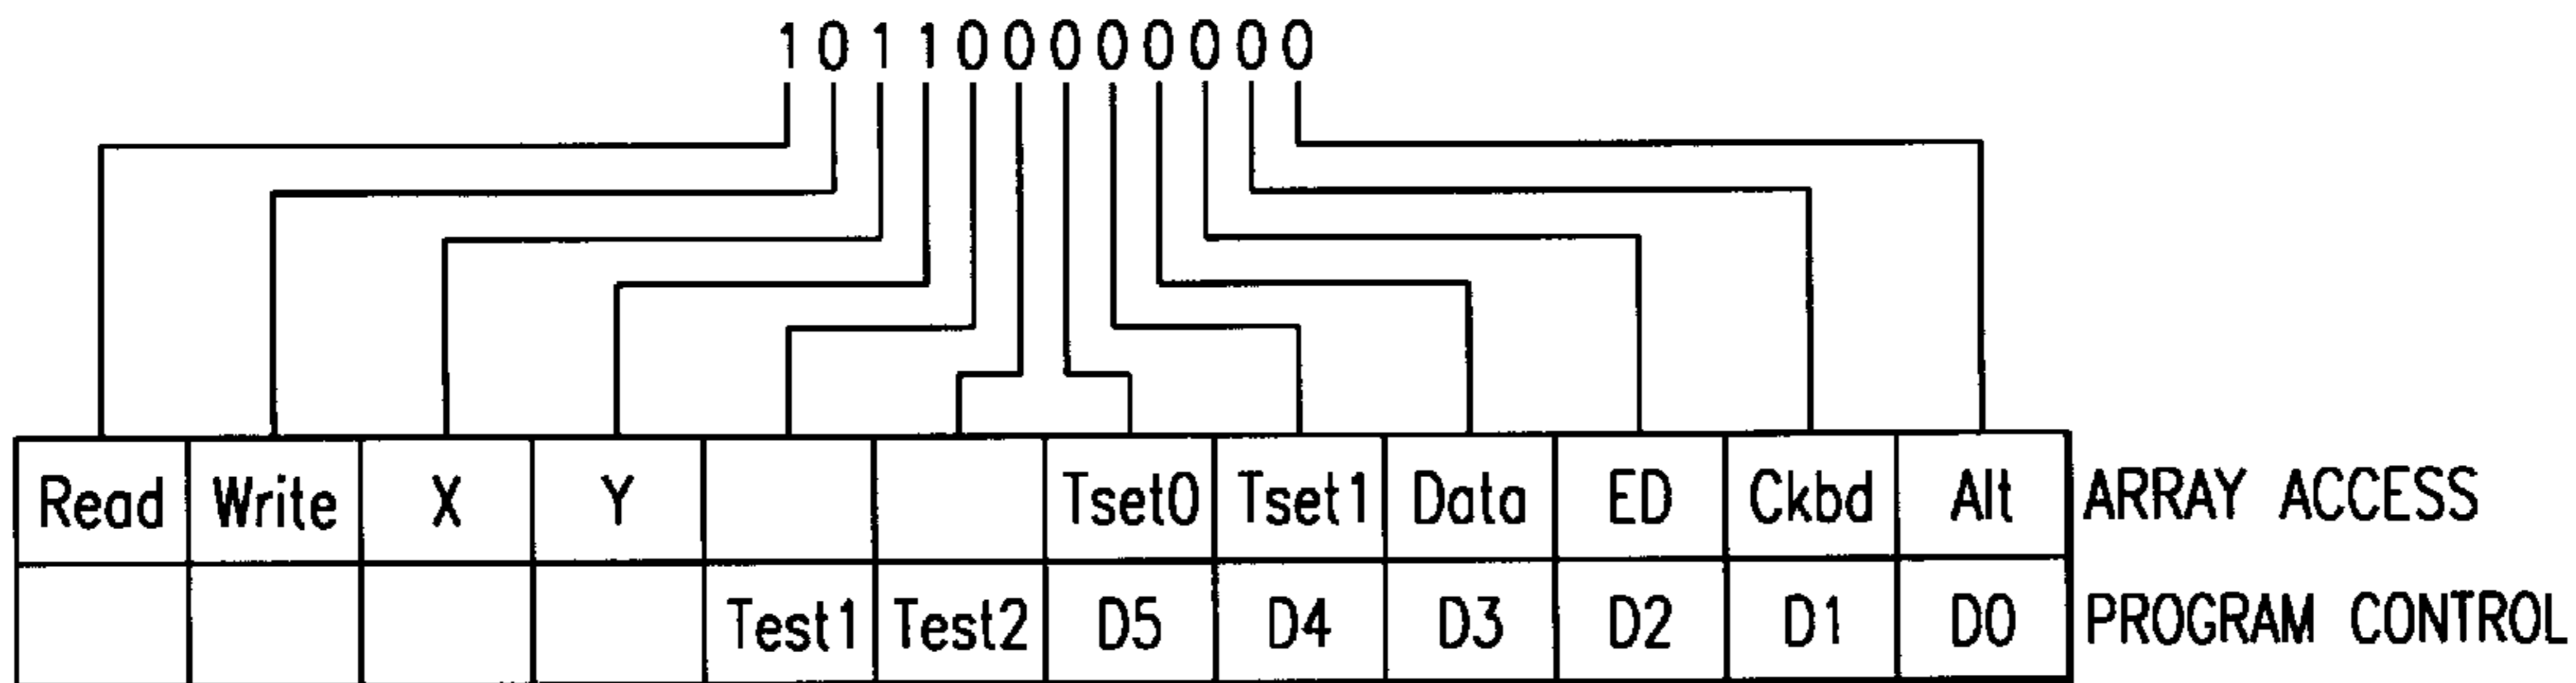 101100000000
Read Write X Y Tset0 Tset1 Data ED Ckbd Alt ARRAY ACCESS
Test1 Test2 D5 D4 D3 D2 D1 D0 PROGRAM CONTROL